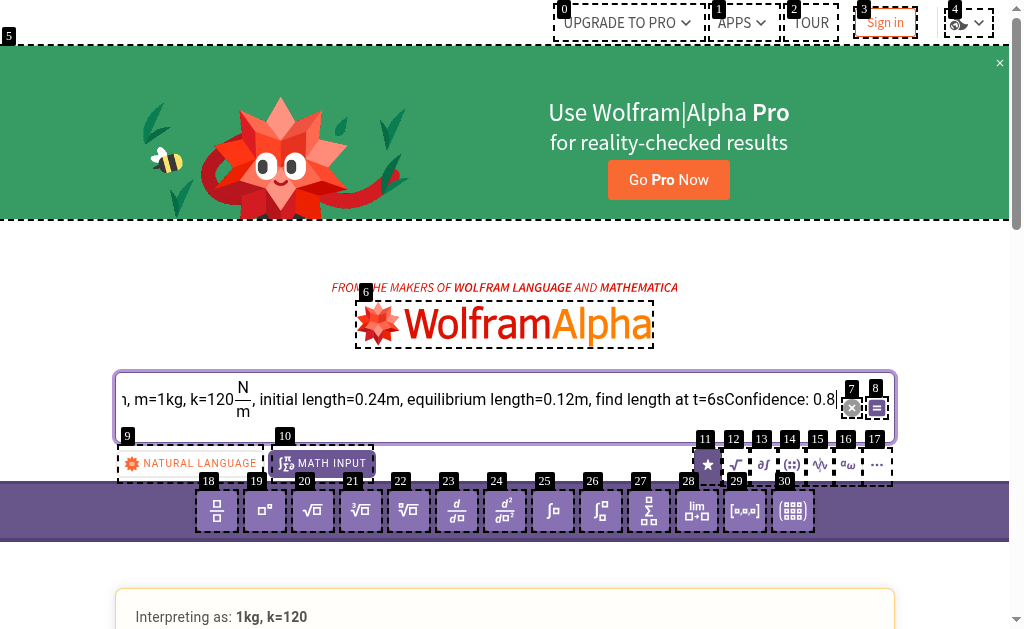 0 1 2 3 4
UPGRADE TO PRO APPS TOUR Sign in
5
×
Use Wolfram|Alpha Pro
for reality-checked results
Go Pro Now
FROM THE MAKERS OF WOLFRAM LANGUAGE AND MATHEMATICA
6
WolframAlpha
, m=1kg, k=120 N/m, initial length=0.24m, equilibrium length=0.12m, find length at t=6sConfidence: 0.8
7 8
9 10 11 12 13 14 15 16 17
NATURAL LANGUAGE MATH INPUT
18 19 20 21 22 23 24 25 26 27 28 29 30
Interpreting as: 1kg, k=120